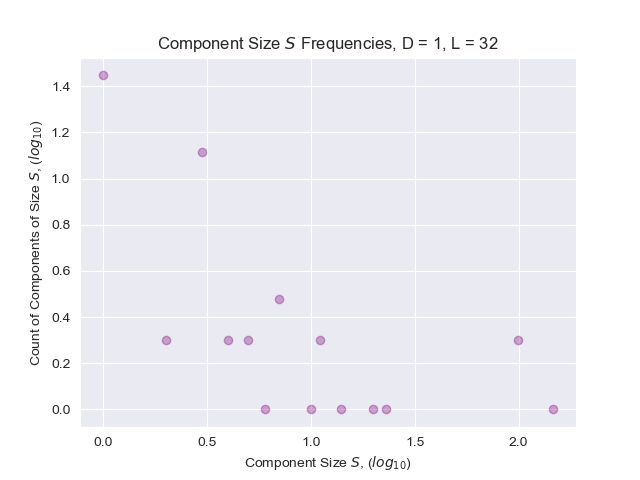 Component Size S Frequencies, D = 1, L = 32
Count of Components of Size S, (log10)
1.4
1.2
1.0
0.8
0.6
0.4
0.2
0.0
0.0 0.5 1.0 1.5 2.0
Component Size S, (log10)